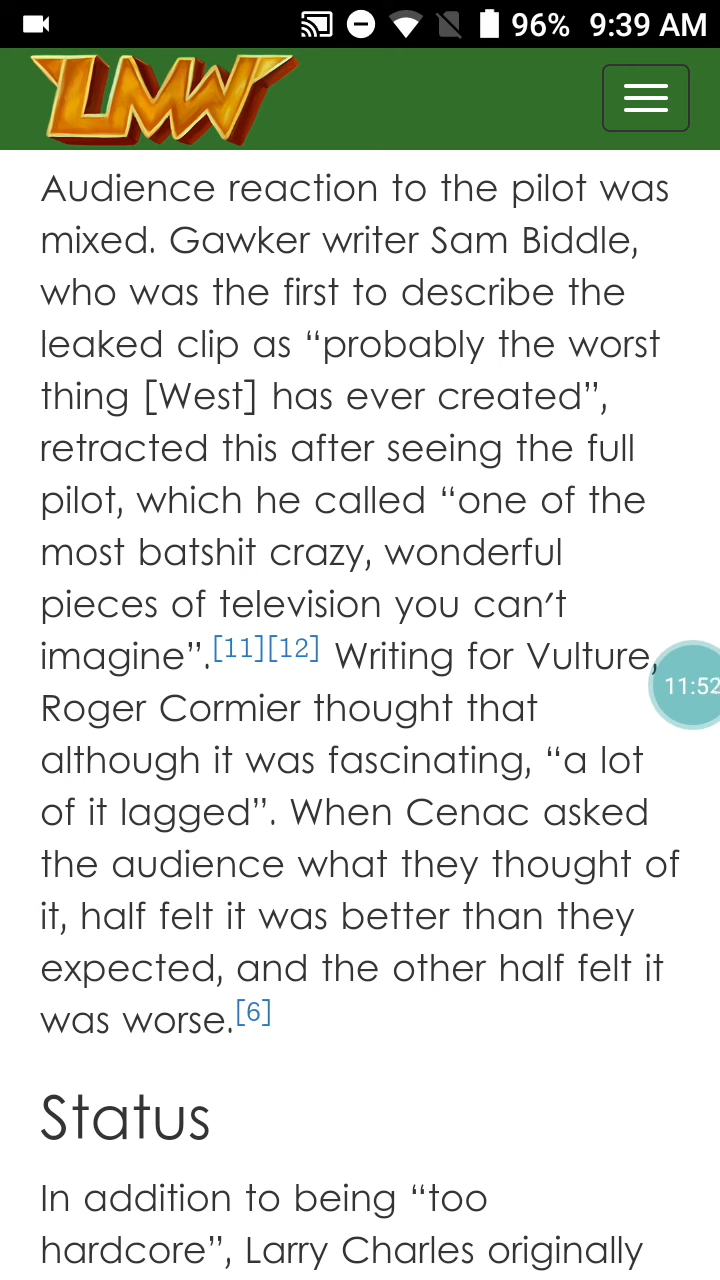 96% 9:39 AM
LMW
Audience reaction to the pilot was
mixed. Gawker writer Sam Biddle,
who was the first to describe the
leaked clip as “probably the worst
thing [West] has ever created”,
retracted this after seeing the full
pilot, which he called “one of the
most batshit crazy, wonderful
pieces of television you can′t
imagine”.[11][12] Writing for Vulture,
11:52
Roger Cormier thought that
although it was fascinating, “a lot
of it lagged”. When Cenac asked
the audience what they thought of
it, half felt it was better than they
expected, and the other half felt it
was worse.[6]
Status
In addition to being “too
hardcore”, Larry Charles originally